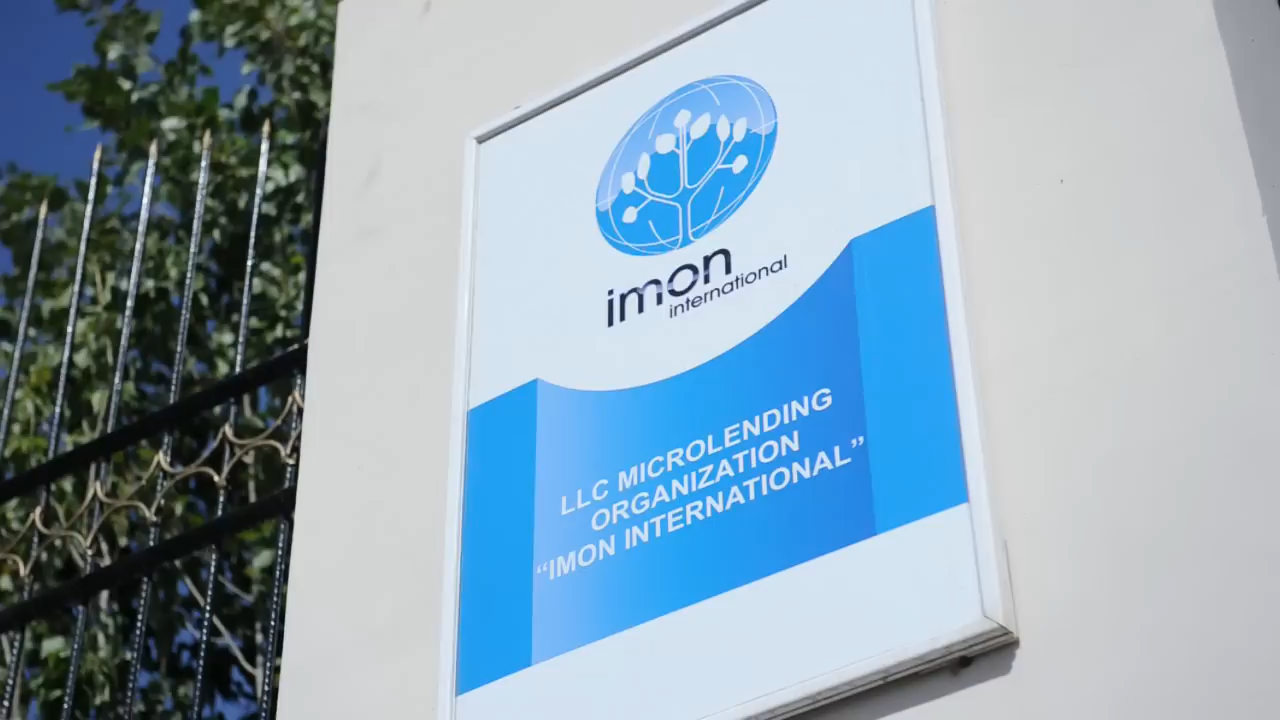 imon
international
LLC MICROLENDING
ORGANIZATION
“IMON INTERNATIONAL”